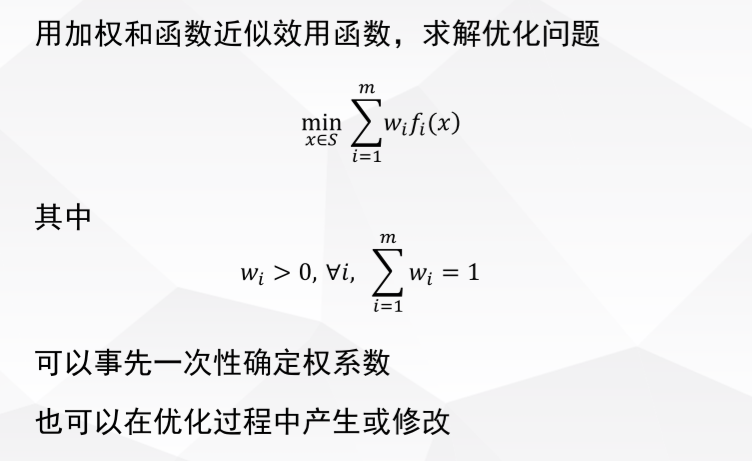 用加权和函数近似效用函数，求解优化问题
min x∈S ∑ i=1 m w_i f_i(x)
其中
w_i > 0, ∀i, ∑ i=1 m w_i = 1
可以事先一次性确定权系数
也可以在优化过程中产生或修改